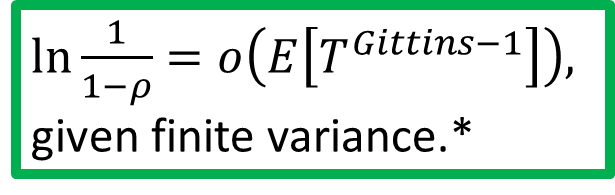 ln 1/(1−ρ) = o(E[T^{Gittins−1}]),
given finite variance.*